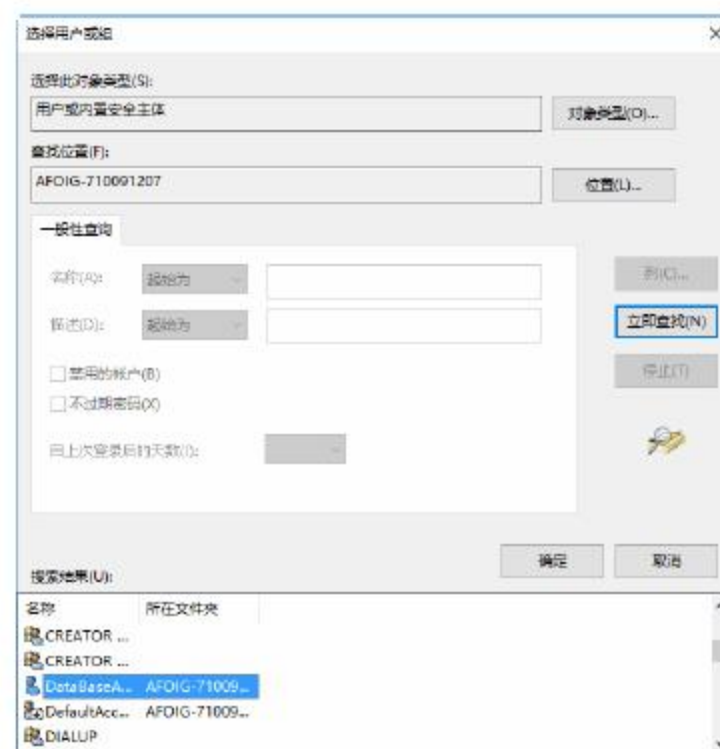 选择用户或组
选择此对象类型(S):
用户或内置安全主体
对象类型(O)...
查找位置(F):
AFOIG-710091207
位置(L)...
一般性查询
名称(A):
起始为
列(C)...
描述(D):
起始为
立即查找(N)
禁用的帐户(B)
停止(T)
不过期密码(X)
自上次登录后的天数(I):
确定
取消
搜索结果(U):
名称
所在文件夹
CREATOR ...
CREATOR ...
DataBaseA... AFOIG-71009...
DefaultAcc... AFOIG-71009...
DIALUP